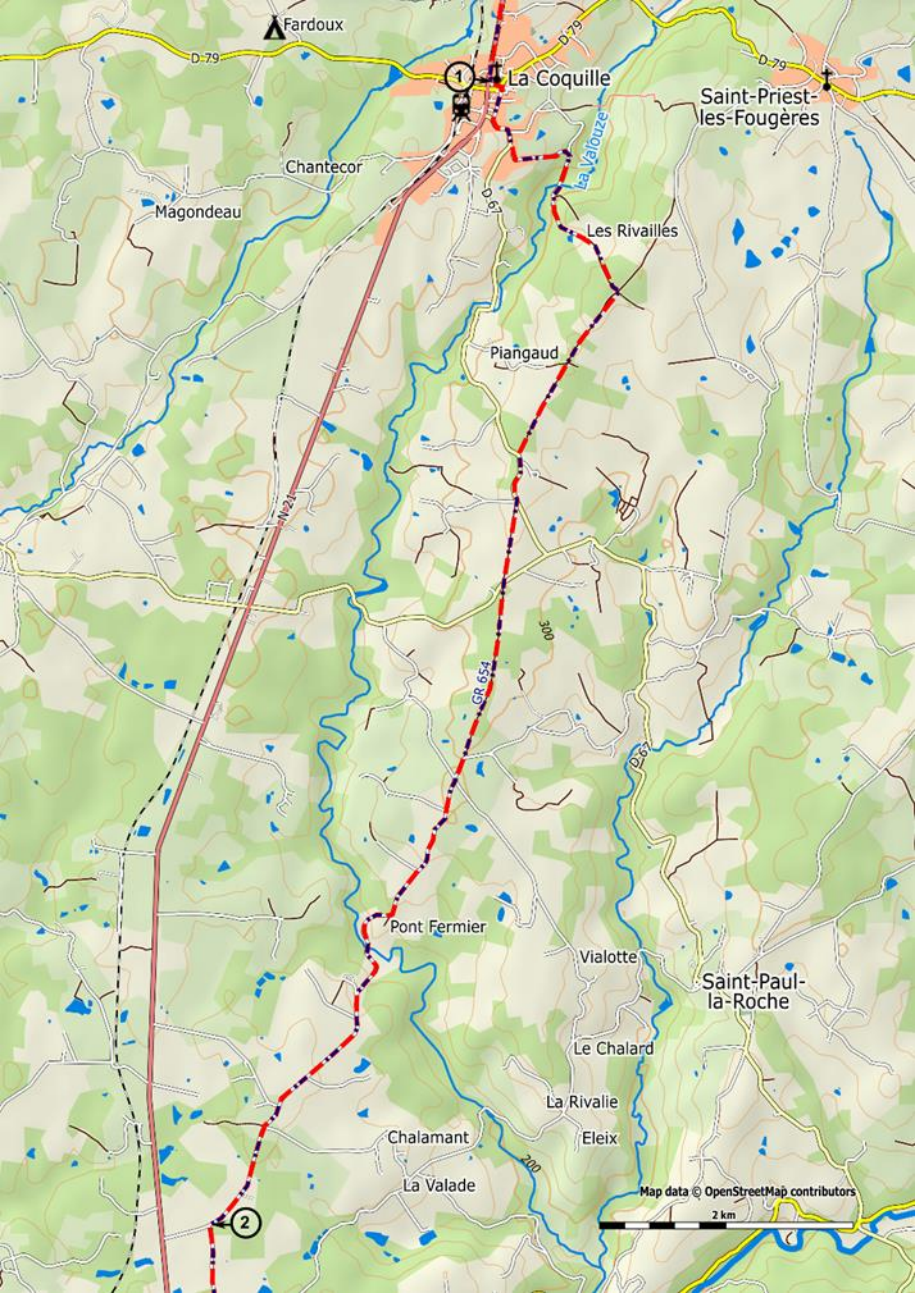 Fardoux
D 79
D 79
D 79
1
La Coquille
Saint-Priest-
les-Fougères
La Valouze
Chantecor
D 67
Magondeau
Les Rivailles
Piangaud
N 21
300
GR 654
D 67
Pont Fermier
Vialotte
Saint-Paul-
la-Roche
Le Chalard
La Rivalie
Chalamant
Eleix
200
La Valade
Map data © OpenStreetMap contributors
2 km
2